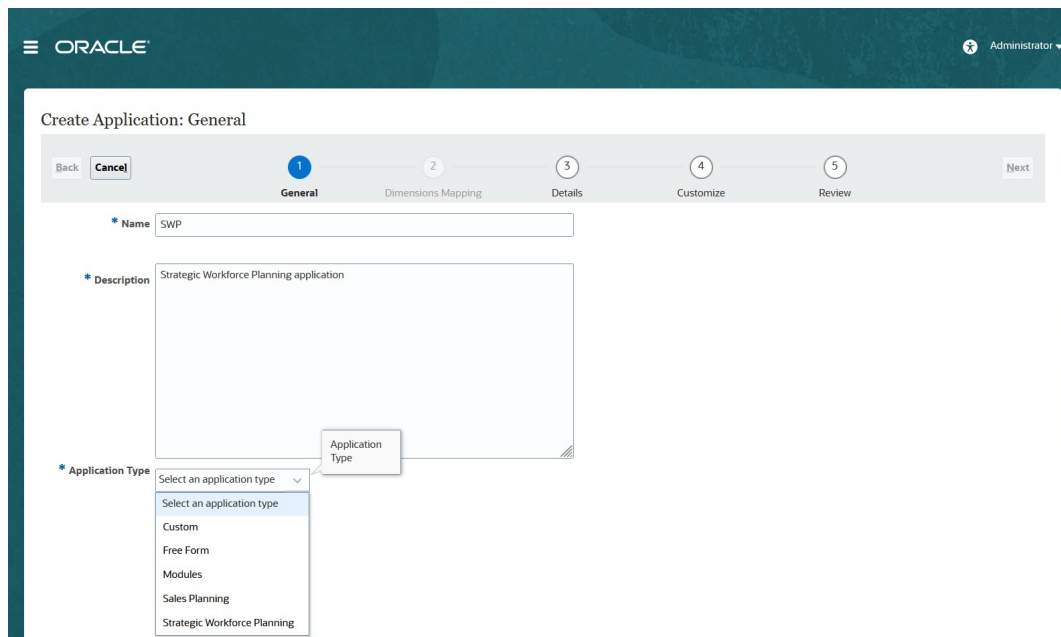 ORACLE
Administrator
Create Application: General
Back Cancel 1 2 3 4 5 Next
General Dimensions Mapping Details Customize Review
* Name SWP
* Description Strategic Workforce Planning application
Application
Type
* Application Type Select an application type
Select an application type
Custom
Free Form
Modules
Sales Planning
Strategic Workforce Planning